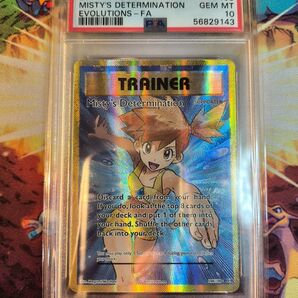 MISTY'S DETERMINATION
GEM MT
EVOLUTIONS-FA
10
PSA
56829143
TRAINER
Misty's Determination
SUPPORTER
Discard a card from your hand.
If you do, look at the top 8 cards of
your deck and put 1 of them into
your hand. Shuffle the other cards
back into your deck.